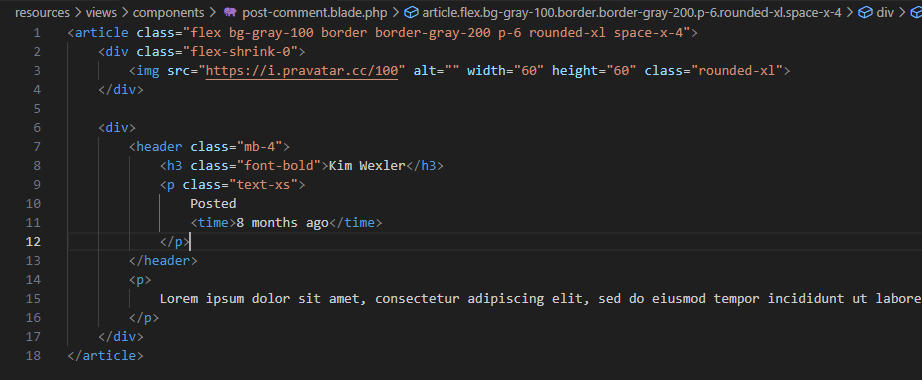 resources > views > components > post-comment.blade.php > article.flex.bg-gray-100.border.border-gray-200.p-6.rounded-xl.space-x-4 > div >
1 <article class="flex bg-gray-100 border border-gray-200 p-6 rounded-xl space-x-4">
2 <div class="flex-shrink-0">
3 <img src="https://i.pravatar.cc/100" alt="" width="60" height="60" class="rounded-xl">
4 </div>
5
6 <div>
7 <header class="mb-4">
8 <h3 class="font-bold">Kim Wexler</h3>
9 <p class="text-xs">
10 Posted
11 <time>8 months ago</time>
12 </p>
13 </header>
14 <p>
15 Lorem ipsum dolor sit amet, consectetur adipiscing elit, sed do eiusmod tempor incididunt ut labore
16 </p>
17 </div>
18 </article>